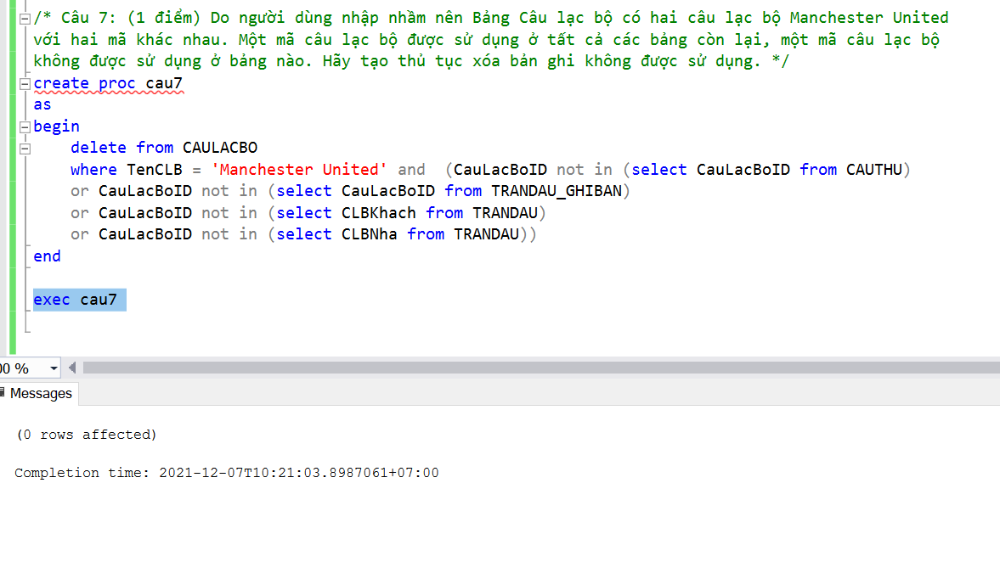 /* Câu 7: (1 điểm) Do người dùng nhập nhầm nên Bảng Câu lạc bộ có hai câu lạc bộ Manchester United
với hai mã khác nhau. Một mã câu lạc bộ được sử dụng ở tất cả các bảng còn lại, một mã câu lạc bộ
không được sử dụng ở bảng nào. Hãy tạo thủ tục xóa bản ghi không được sử dụng. */
create proc cau7
as
begin
delete from CAULACBO
where TenCLB = 'Manchester United' and (CauLacBoID not in (select CauLacBoID from CAUTHU)
or CauLacBoID not in (select CauLacBoID from TRANDAU_GHIBAN)
or CauLacBoID not in (select CLBKhach from TRANDAU)
or CauLacBoID not in (select CLBNha from TRANDAU))
end
exec cau7
00 %
Messages
(0 rows affected)
Completion time: 2021-12-07T10:21:03.8987061+07:00